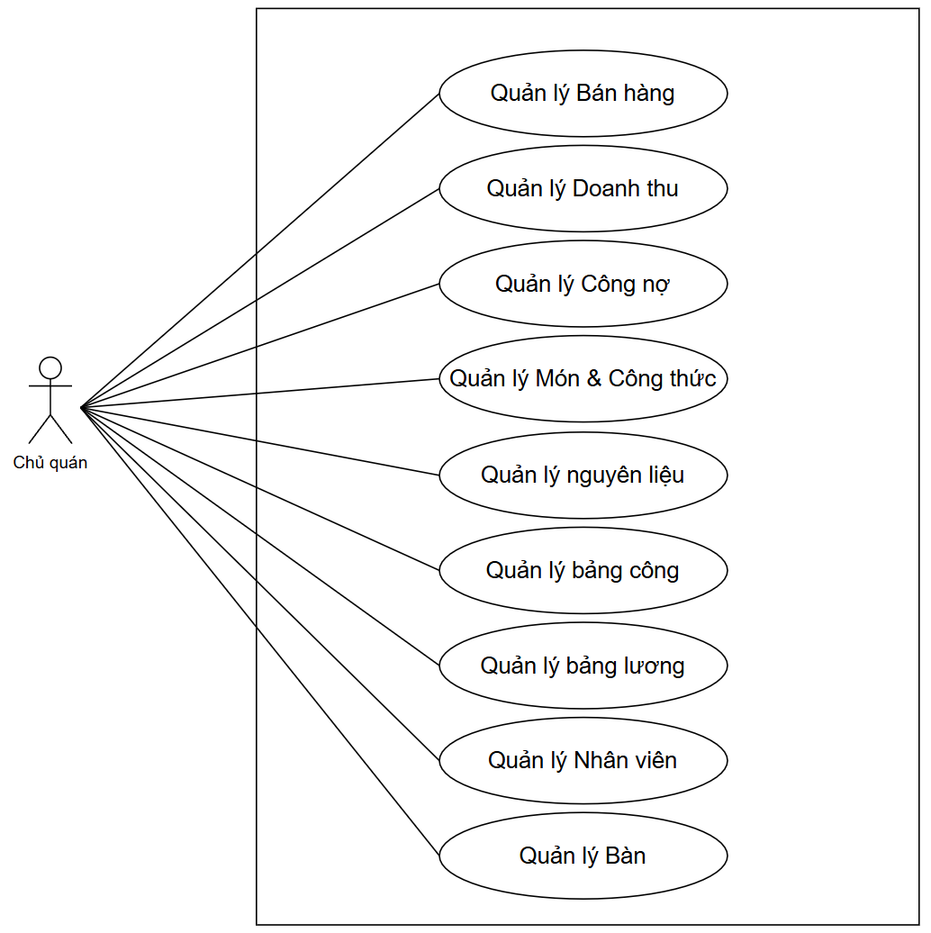 Quản lý Bán hàng
Quản lý Doanh thu
Quản lý Công nợ
Quản lý Món & Công thức
Quản lý nguyên liệu
Chủ quán
Quản lý bảng công
Quản lý bảng lương
Quản lý Nhân viên
Quản lý Bàn